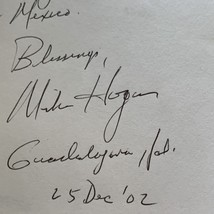 Mexico.
Blessings,
Mike Hogan
Guadalajara, Jal.
25 Dec '02